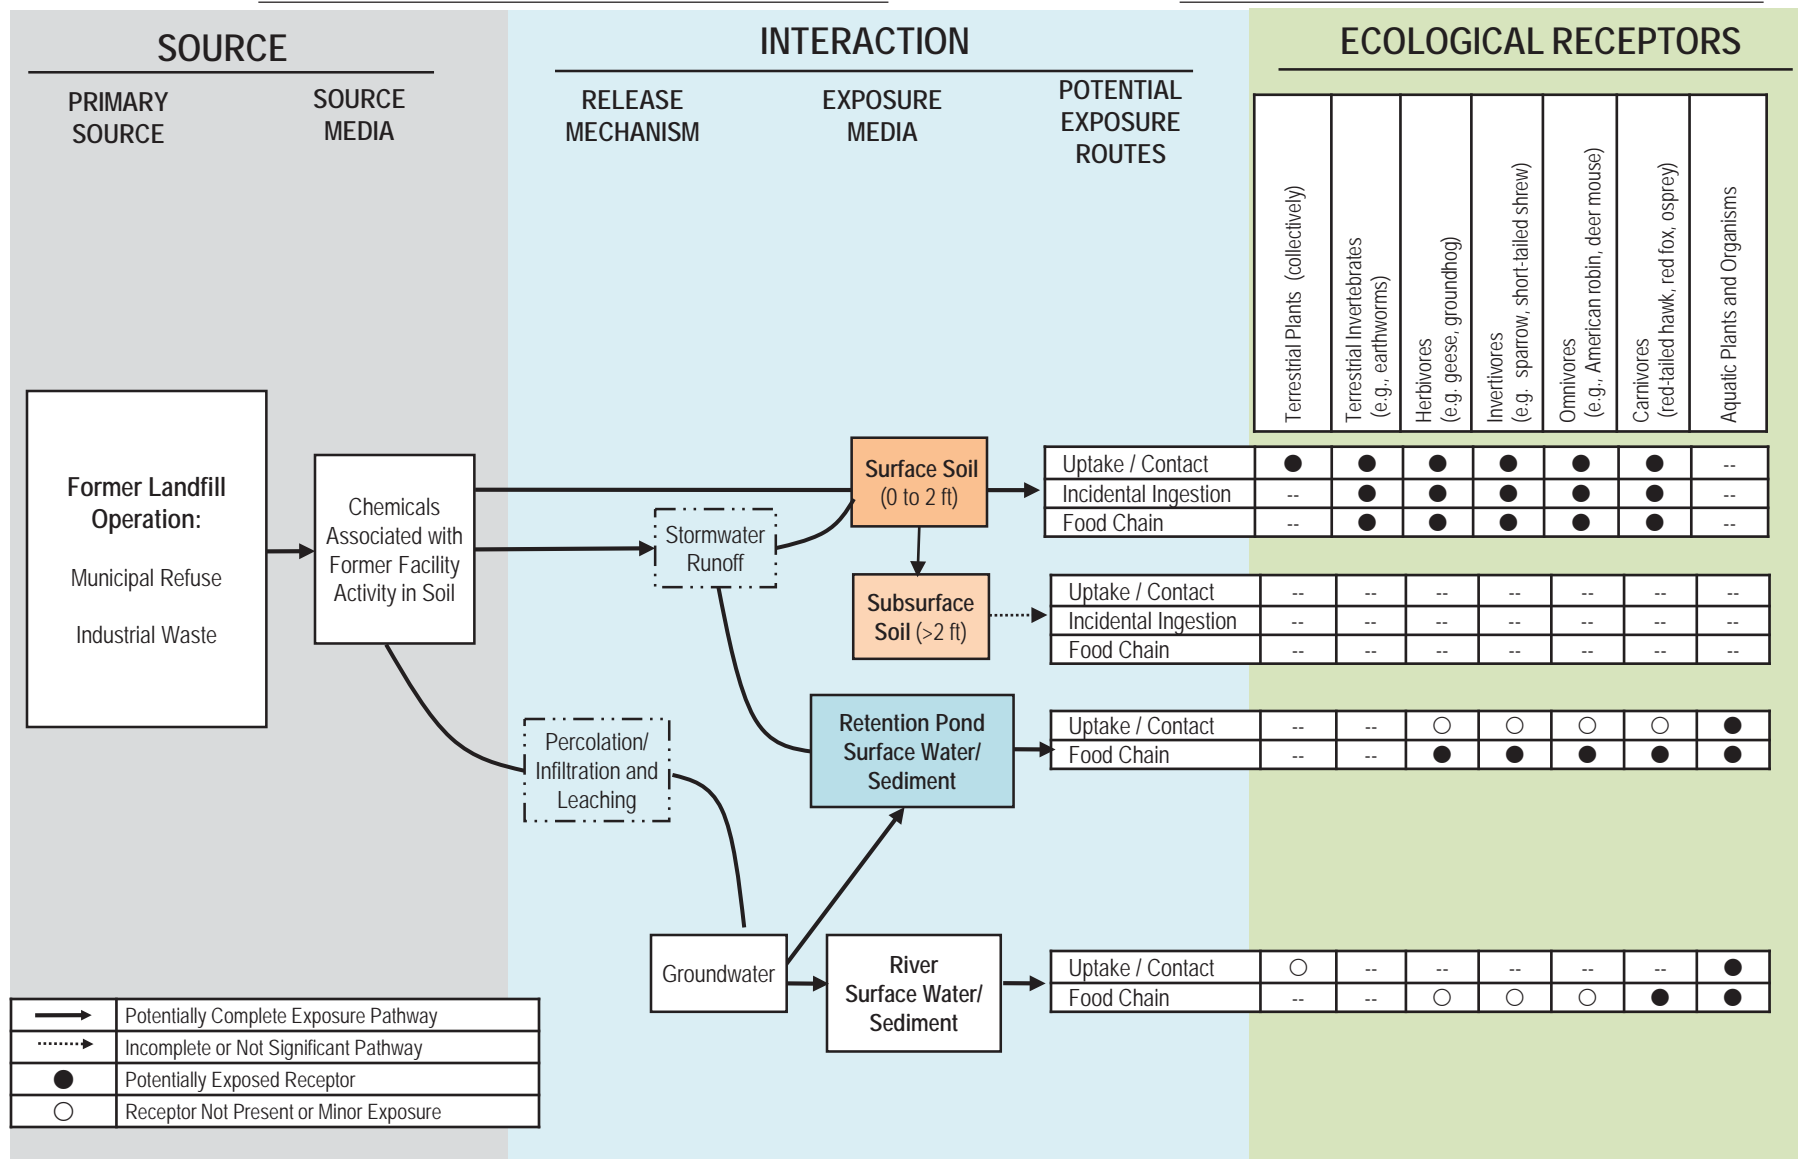 SOURCE
INTERACTION
ECOLOGICAL RECEPTORS
PRIMARY
SOURCE
SOURCE
MEDIA
RELEASE
MECHANISM
EXPOSURE
MEDIA
POTENTIAL
EXPOSURE
ROUTES
Terrestrial Plants (collectively)
Terrestrial Invertebrates
(e.g., earthworms)
Herbivores
(e.g. geese, groundhog)
Invertivores
(e.g. sparrow, short-tailed shrew)
Omnivores
(e.g., American robin, deer mouse)
Carnivores
(red-tailed hawk, red fox, osprey)
Aquatic Plants and Organisms
Former Landfill
Operation:
Municipal Refuse
Industrial Waste
Chemicals
Associated with
Former Facility
Activity in Soil
Stormwater
Runoff
Percolation/
Infiltration and
Leaching
Groundwater
Surface Soil
(0 to 2 ft)
Uptake / Contact ● ● ● ● ● ● --
Incidental Ingestion -- ● ● ● ● ● --
Food Chain -- ● ● ● ● ● --
Subsurface
Soil (>2 ft)
Uptake / Contact -- -- -- -- -- -- --
Incidental Ingestion -- -- -- -- -- -- --
Food Chain -- -- -- -- -- -- --
Retention Pond
Surface Water/
Sediment
Uptake / Contact -- -- ○ ○ ○ ○ ●
Food Chain -- -- ● ● ● ● ●
River
Surface Water/
Sediment
Uptake / Contact ○ -- -- -- -- -- ●
Food Chain -- -- ○ ○ ○ ● ●
Potentially Complete Exposure Pathway
Incomplete or Not Significant Pathway
● Potentially Exposed Receptor
○ Receptor Not Present or Minor Exposure